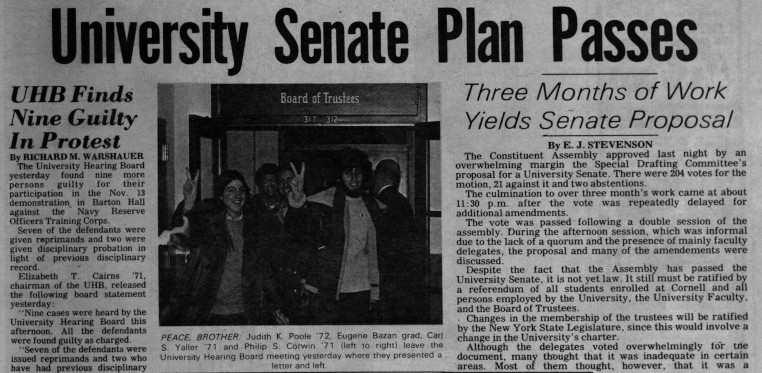 University Senate Plan Passes
UHB Finds
Nine Guilty
In Protest
By RICHARD M. WARSHAUER
The University Hearing Board
yesterday found nine more
persons guilty for their
participation in the Nov. 13
demonstration in Barton Hall
against the Navy Reserve
Officers Training Corps.
Seven of the defendants were
given reprimands and two were
given disciplinary probation in
light of previous disciplinary
record.
Elizabeth T. Cairns '71,
chairman of the UHB, released
the following board statement
yesterday:
"Nine cases were heard by the
University Hearing Board this
afternoon. All the defendants
were found guilty as charged.
"Seven of the defendants were
issued reprimands and two who
have had previous disciplinary
Board of Trustees
317 312
PEACE, BROTHER: Judith K. Poole '72, Eugene Bazan grad, Carl
S. Yaller '71 and Philip S. Corwin '71 (left to right) leave the
University Hearing Board meeting yesterday where they presented a
letter and left.
Three Months of Work
Yields Senate Proposal
By E. J. STEVENSON
The Constituent Assembly approved last night by an
overwhelming margin the Special Drafting Committee's
proposal for a University Senate. There were 204 votes for the
motion, 21 against it and two abstentions.
The culmination to over three month's work came at about
11:30 p.m. after the vote was repeatedly delayed for
additional amendments.
The vote was passed following a double session of the
assembly. During the afternoon session, which was informal
due to the lack of a quorum and the presence of mainly faculty
delegates, the proposal and many of the amendements were
discussed.
Despite the fact that the Assembly has passed the
University Senate, it is not yet law. It still must be ratified by
a referendum of all students enrolled at Cornell and all
persons employed by the University, the University Faculty,
and the Board of Trustees.
Changes in the membership of the trustees will be ratified
by the New York State Legislature, since this would involve a
change in the University's charter.
Although the delegates voted overwhelmingly for the
document, many thought that it was inadequate in certain
areas. Most of them thought, however, that it was a